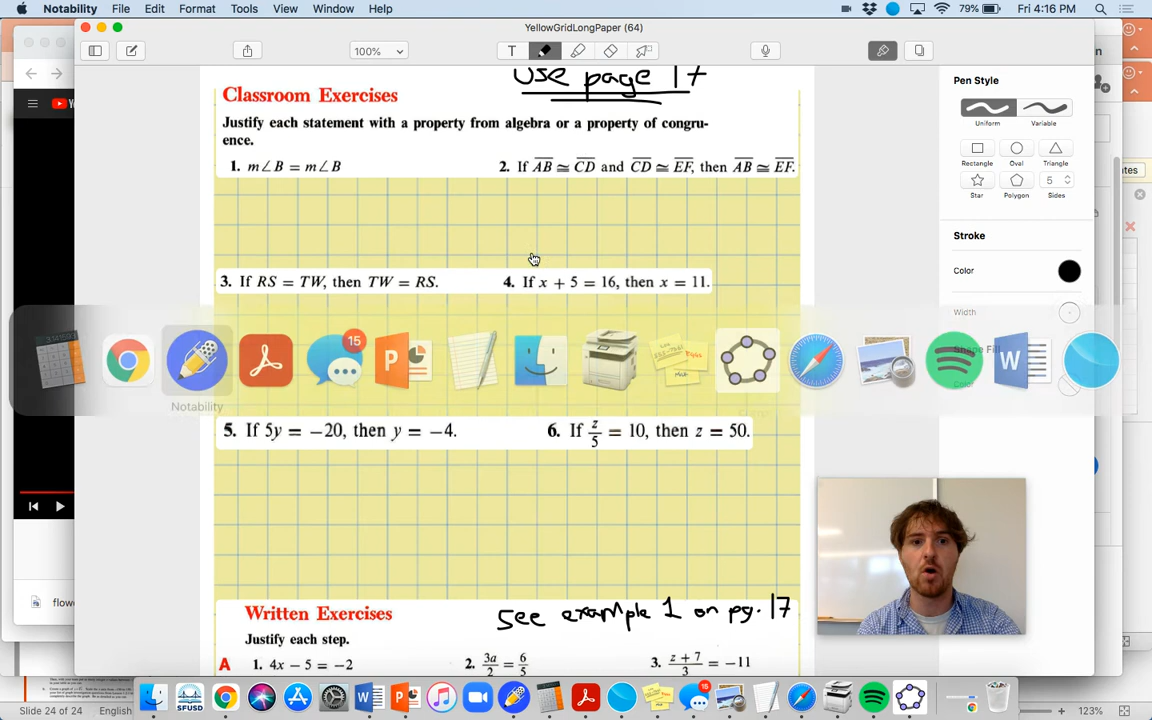 Notability File Edit Format Tools View Window Help 79% Fri 4:16 PM
YellowGridLongPaper (64)
100% T
use page 17
Classroom Exercises
Justify each statement with a property from algebra or a property of congru-
ence.
1. m∠B = m∠B
2. If AB ≅ CD and CD ≅ EF, then AB ≅ EF.
3. If RS = TW, then TW = RS.
4. If x + 5 = 16, then x = 11.
Notability
5. If 5y = −20, then y = −4.
6. If z/5 = 10, then z = 50.
Written Exercises
see example 1 on pg. 17
Justify each step.
A 1. 4x − 5 = −2
2. 3a/2 = 6/5
3. z + 7/3 = −11
Pen Style
Uniform Variable
Rectangle Oval Triangle
5
Star Polygon Sides
Stroke
Color
Width
Shape Fill
15
P
W
flow
SFUSD
Slide 24 of 24 English
123%